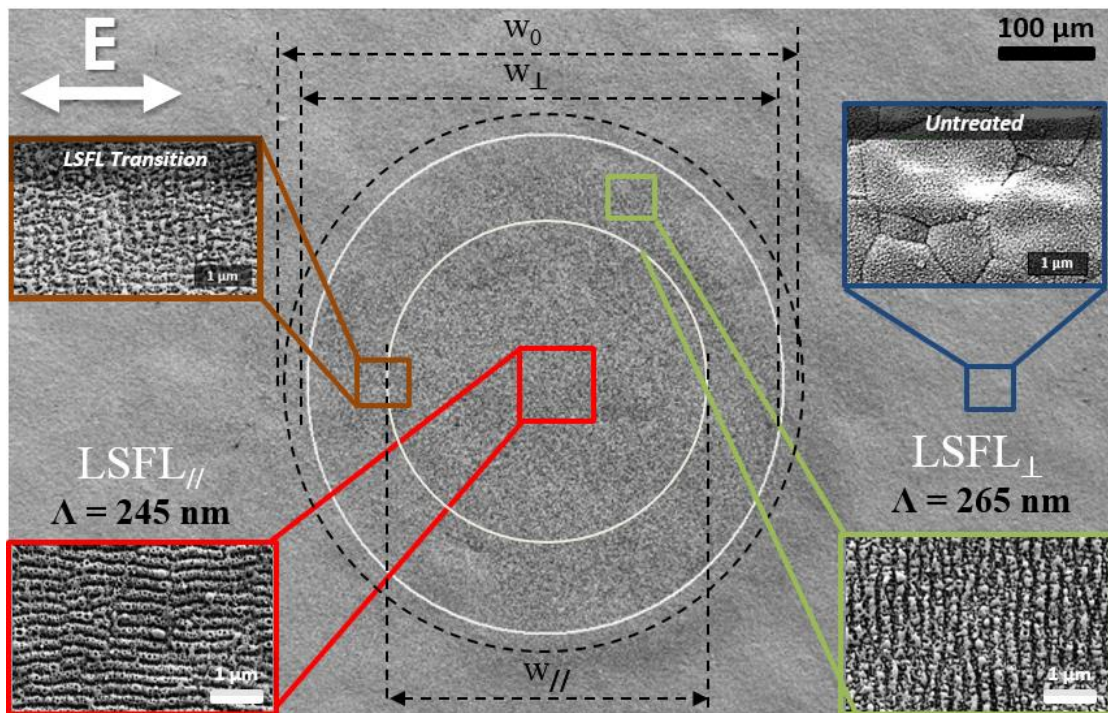 w₀
100 µm
E
w⊥
LSFL Transition
1 µm
Untreated
1 µm
LSFL//
Λ = 245 nm
LSFL⊥
Λ = 265 nm
1 µm
1 µm
w//